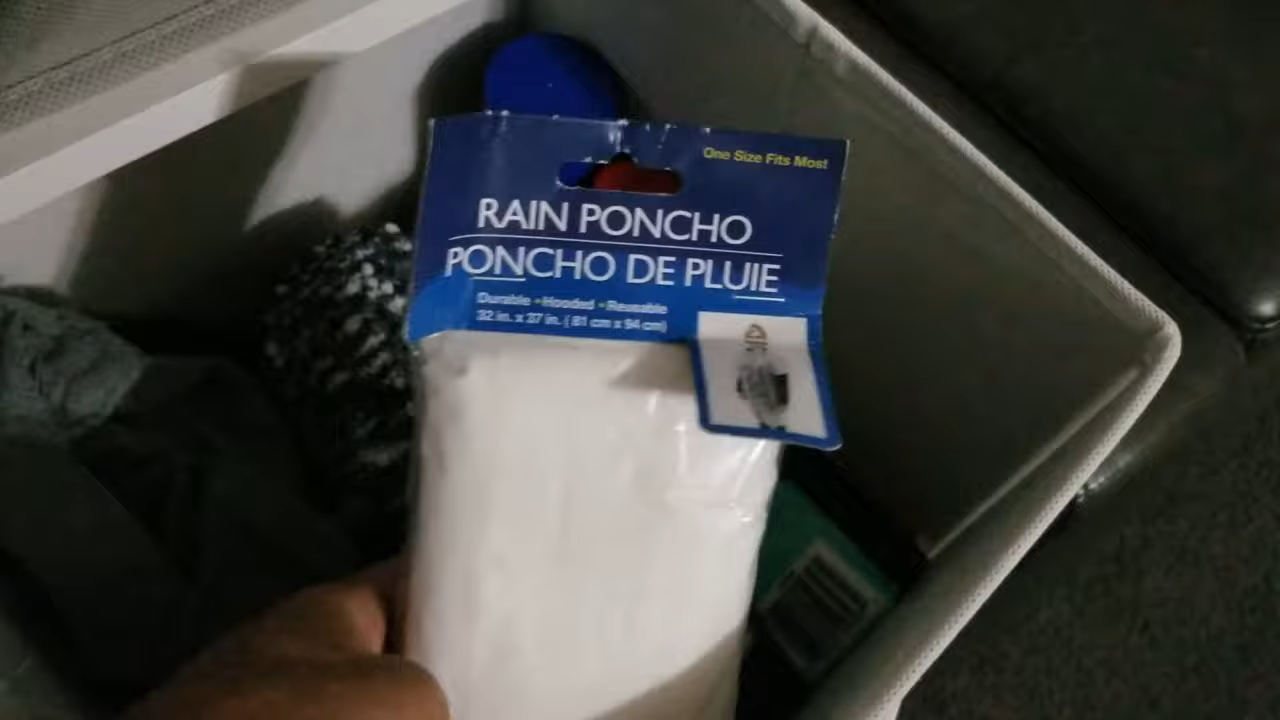 One Size Fits Most
RAIN PONCHO
PONCHO DE PLUIE
Durable • Hooded • Reusable
32 in. x 37 in. ( 81 cm x 94 cm)